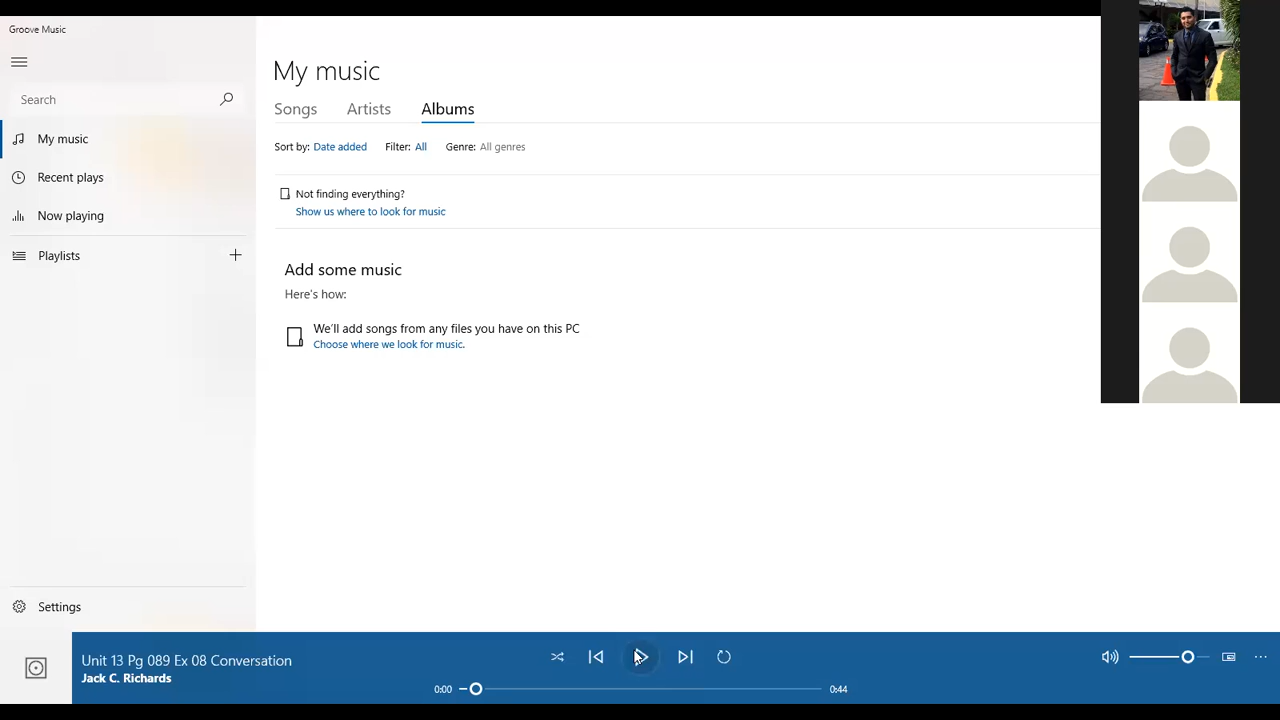 Groove Music
Search
My music
Recent plays
Now playing
Playlists
Settings
My music
Songs Artists Albums
Sort by: Date added Filter: All Genre: All genres
Not finding everything?
Show us where to look for music
Add some music
Here's how:
We'll add songs from any files you have on this PC
Choose where we look for music.
Unit 13 Pg 089 Ex 08 Conversation
Jack C. Richards
0:00 0:44